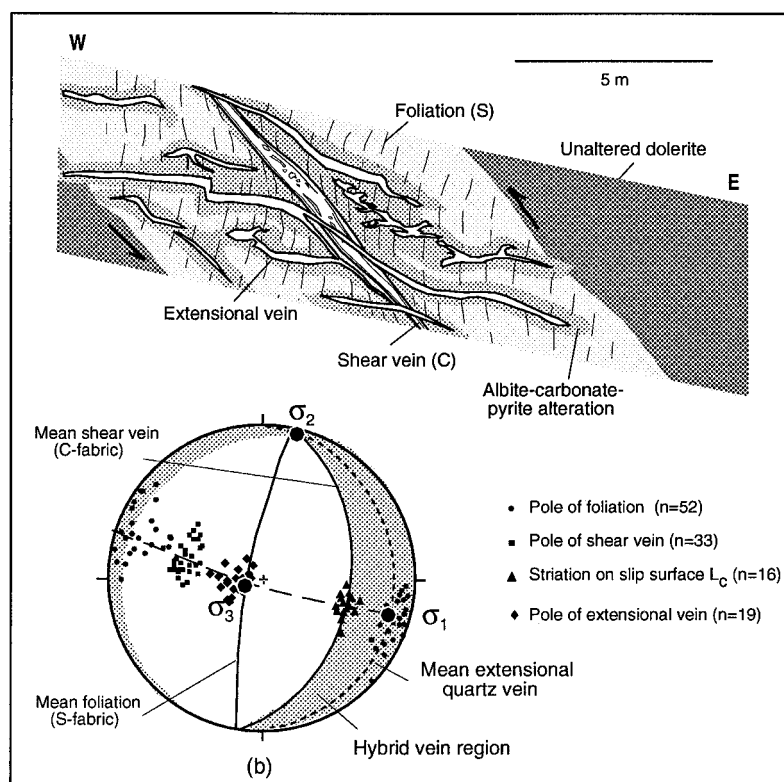 W
5 m
Foliation (S)
Unaltered dolerite
E
Extensional vein
Shear vein (C)
Albite-carbonate-
pyrite alteration
σ2
Mean shear vein
(C-fabric)
• Pole of foliation (n=52)
■ Pole of shear vein (n=33)
▲ Striation on slip surface LC (n=16)
◆ Pole of extensional vein (n=19)
σ3
σ1
Mean extensional
quartz vein
Mean foliation
(S-fabric)
Hybrid vein region
(b)